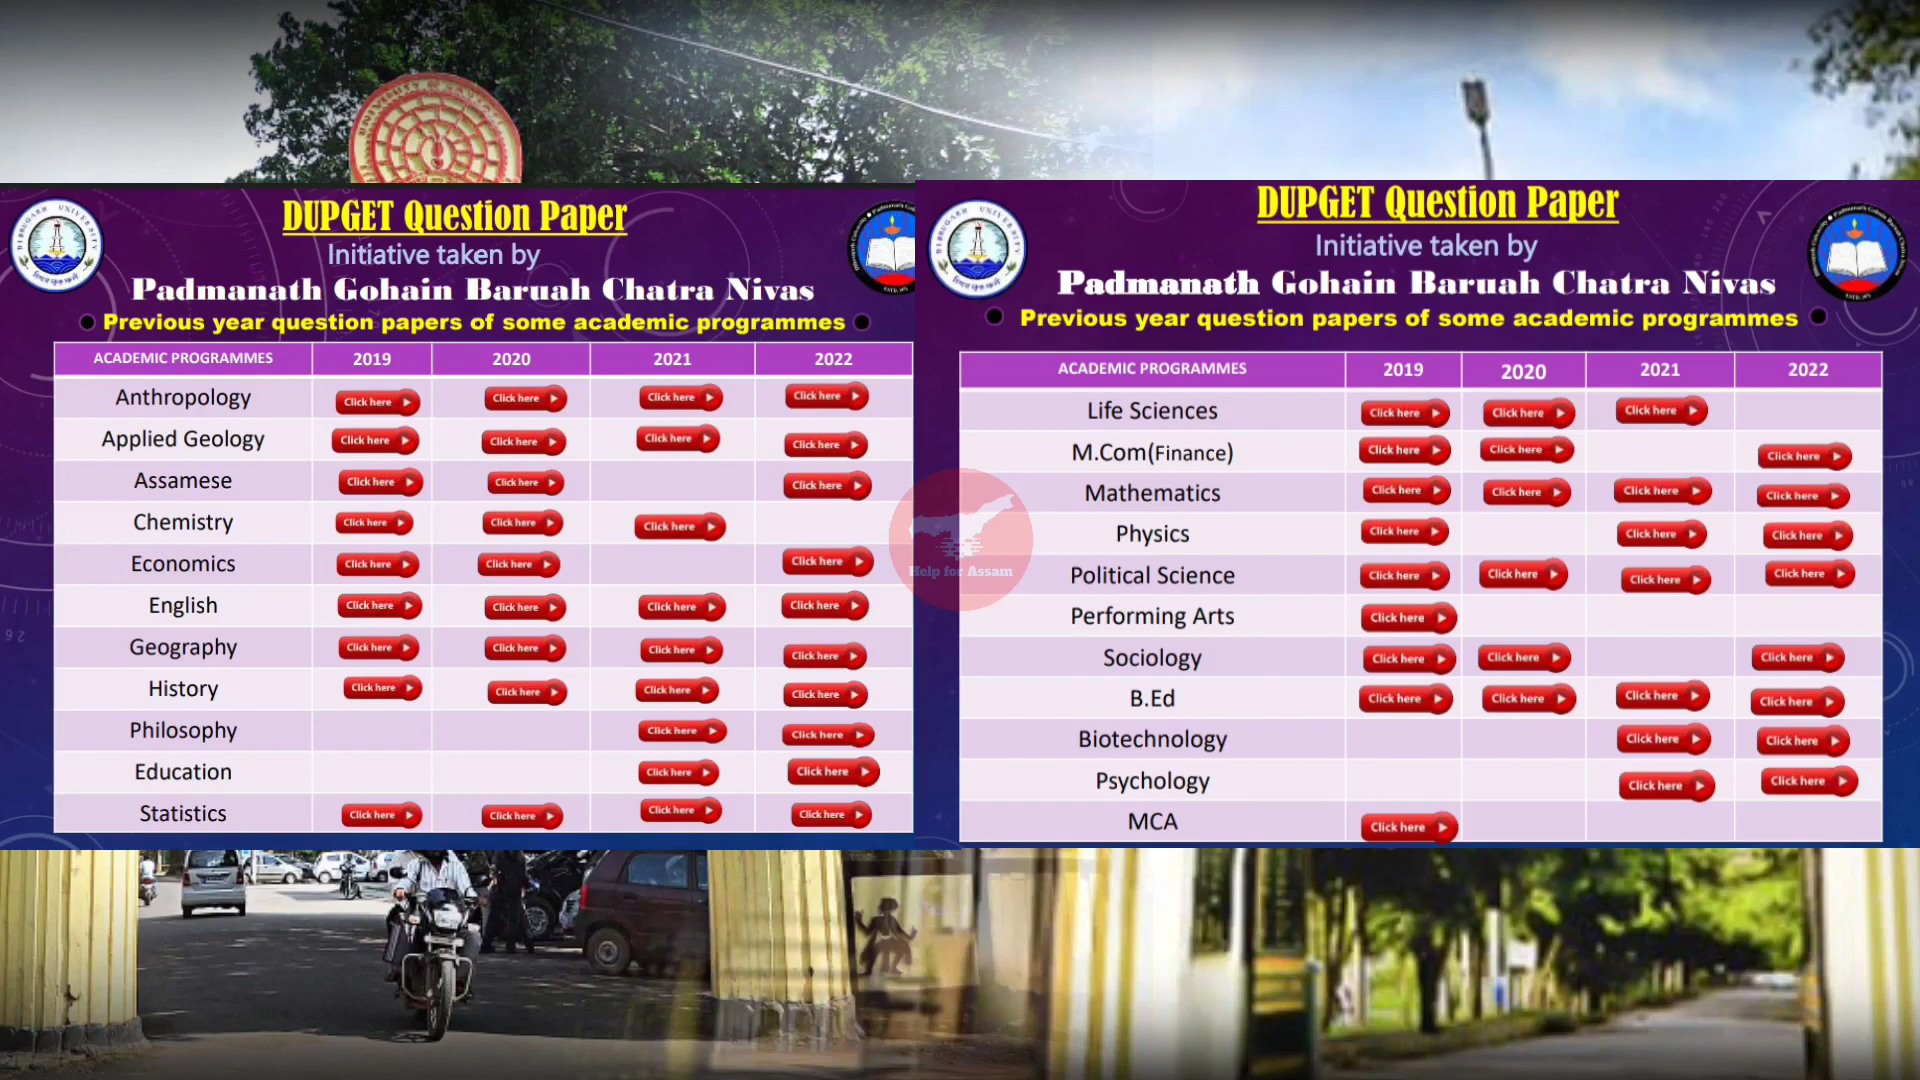 DUPGET Question Paper
Initiative taken by
Padmanath Gohain Baruah Chatra Nivas
Previous year question papers of some academic programmes
ACADEMIC PROGRAMMES 2019 2020 2021 2022
Anthropology Click here Click here Click here Click here
Applied Geology Click here Click here Click here Click here
Assamese Click here Click here Click here
Chemistry Click here Click here Click here
Economics Click here Click here Click here
English Click here Click here Click here Click here
Geography Click here Click here Click here Click here
History Click here Click here Click here Click here
Philosophy Click here Click here
Education Click here Click here
Statistics Click here Click here Click here Click here
DUPGET Question Paper
Initiative taken by
Padmanath Gohain Baruah Chatra Nivas
Previous year question papers of some academic programmes
ACADEMIC PROGRAMMES 2019 2020 2021 2022
Life Sciences Click here Click here Click here
M.Com(Finance) Click here Click here Click here
Mathematics Click here Click here Click here Click here
Physics Click here Click here Click here
Political Science Click here Click here Click here Click here
Performing Arts Click here
Sociology Click here Click here Click here
B.Ed Click here Click here Click here Click here
Biotechnology Click here Click here
Psychology Click here Click here
MCA Click here
Help for Assam
DIBRUGARH UNIVERSITY
DIBRUGARH UNIVERSITY